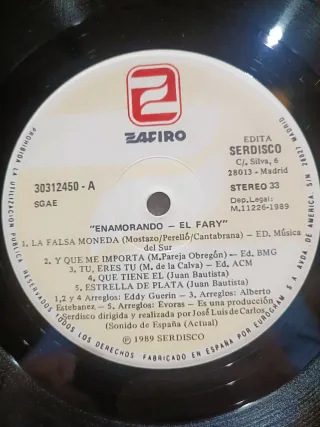 ZAFIRO
EDITA
SERDISCO
C/. Silva, 6
28013 - Madrid
30312450 - A
SGAE
STEREO 33
Dep. Legal:
M.11226-1989
"ENAMORANDO — EL FARY"
1. LA FALSA MONEDA (Mostazo/Perelló/Cantabrana) — ED. Música
del Sur
2. Y QUE ME IMPORTA (M. Pareja Obregón) — Ed. BMG
3. TU, ERES TU (M. de la Calva) — Ed. ACM
4. QUE TIENE EL (Juan Bautista)
5. ESTRELLA DE PLATA (Juan Bautista)
1,2 y 4 Arreglos: Eddy Guerin — 3. Arreglos: Alberto
Estebanez — 5. Arreglos: Evoras — Es una producción
Serdisco dirigida y realizada por José Luis de Carlos
(Sonido de España (Actual)
Ⓟ 1989 SERDISCO
PROHIBIDA LA UTILIZACION PUBLICA
RESERVADOS TODOS LOS DERECHOS
FABRICADO EN ESPAÑA POR EUROGRAM S.A. AVDA. DE AMERICA,
28027 MADRID